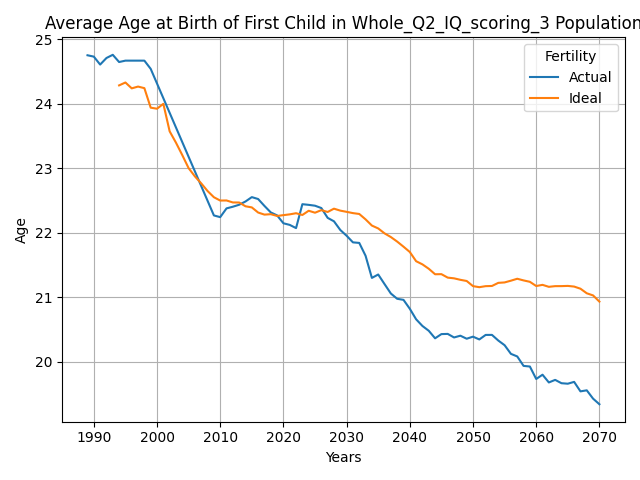 Average Age at Birth of First Child in Whole_Q2_IQ_scoring_3 Population
Fertility
Actual
Ideal
Age
25
24
23
22
21
20
1990 2000 2010 2020 2030 2040 2050 2060 2070
Years